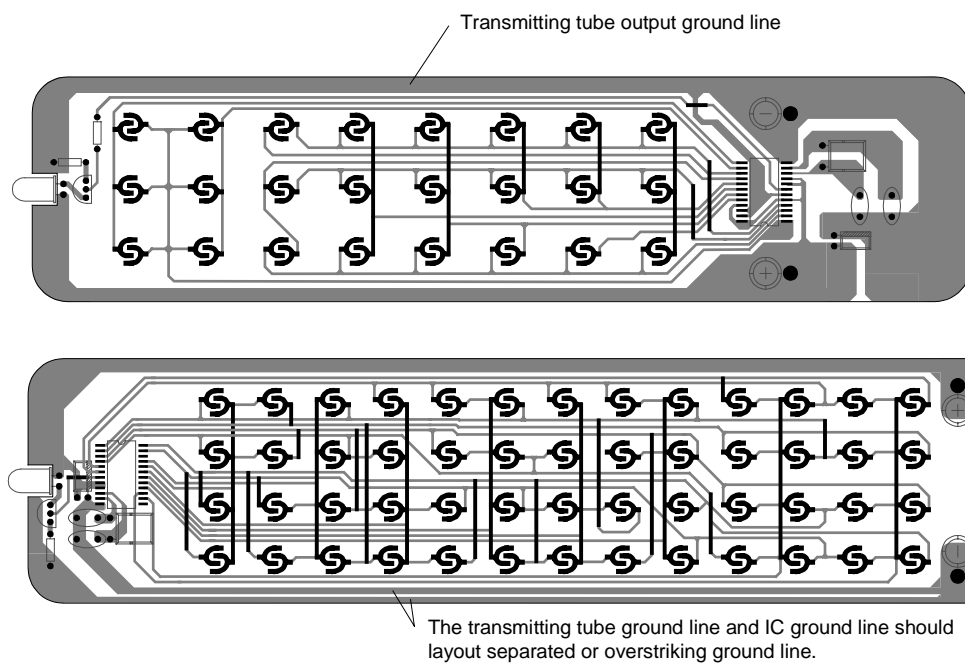 Transmitting tube output ground line
The transmitting tube ground line and IC ground line should
layout separated or overstriking ground line.